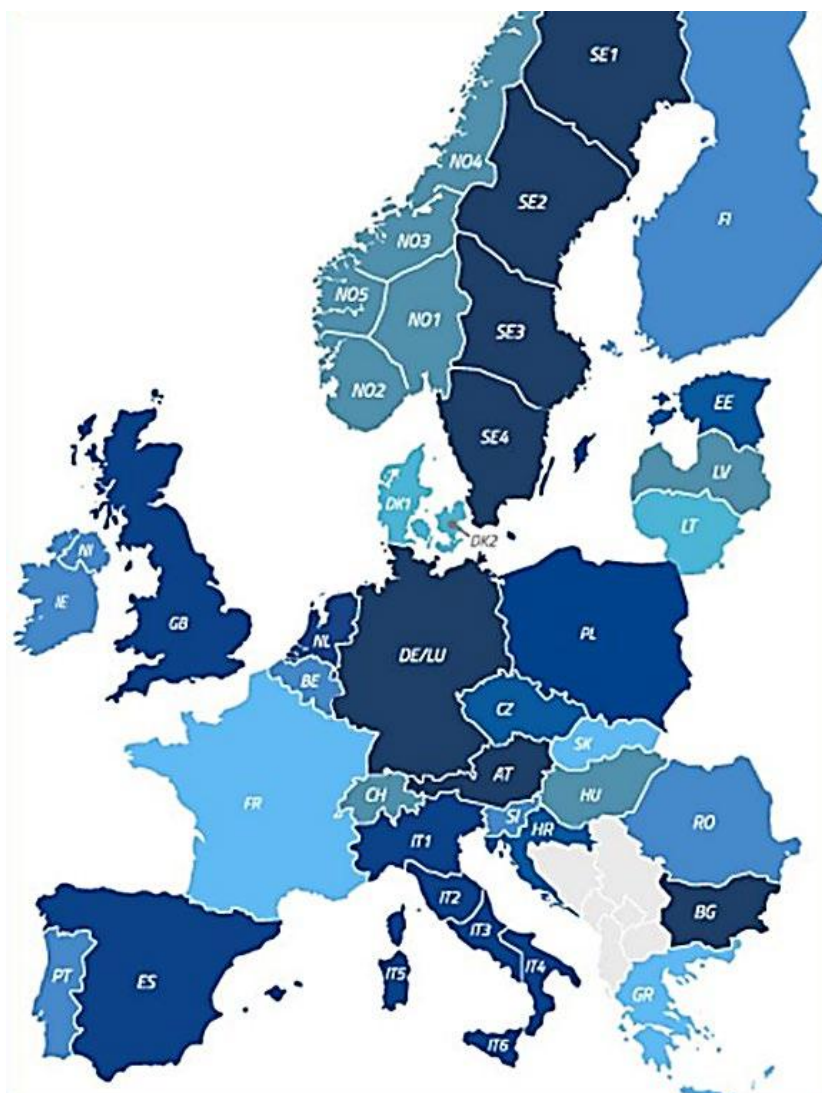 SE1
NO4
SE2
FI
NO3
NO5
NO1
SE3
NO2
EE
SE4
LV
DK1
LT
DK2
NI
IE
GB
NL
DE/LU
PL
BE
CZ
SK
AT
CH
HU
FR
SI
HR
RO
IT1
IT2
BG
IT3
IT4
PT
ES
IT5
GR
IT6